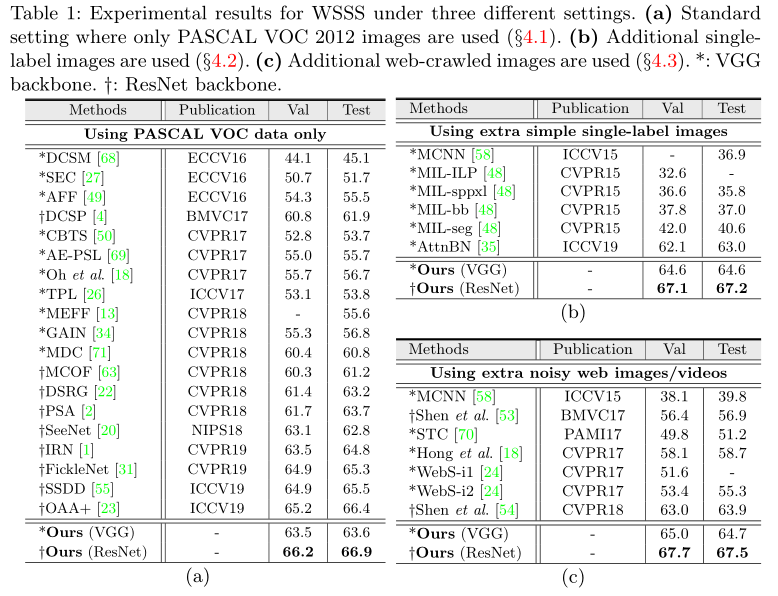 Table 1: Experimental results for WSSS under three different settings. (a) Standard
setting where only PASCAL VOC 2012 images are used (§4.1). (b) Additional single-
label images are used (§4.2). (c) Additional web-crawled images are used (§4.3). *: VGG
backbone. †: ResNet backbone.
Methods Publication Val Test
Using PASCAL VOC data only
*DCSM [68] ECCV16 44.1 45.1
*SEC [27] ECCV16 50.7 51.7
*AFF [49] ECCV16 54.3 55.5
†DCSP [4] BMVC17 60.8 61.9
*CBTS [50] CVPR17 52.8 53.7
*AE-PSL [69] CVPR17 55.0 55.7
*Oh et al. [18] CVPR17 55.7 56.7
*TPL [26] ICCV17 53.1 53.8
*MEFF [13] CVPR18 - 55.6
*GAIN [34] CVPR18 55.3 56.8
*MDC [71] CVPR18 60.4 60.8
†MCOF [63] CVPR18 60.3 61.2
†DSRG [22] CVPR18 61.4 63.2
†PSA [2] CVPR18 61.7 63.7
†SeeNet [20] NIPS18 63.1 62.8
†IRN [1] CVPR19 63.5 64.8
†FickleNet [31] CVPR19 64.9 65.3
†SSDD [55] ICCV19 64.9 65.5
†OAA+ [23] ICCV19 65.2 66.4
*Ours (VGG) - 63.5 63.6
†Ours (ResNet) - 66.2 66.9
(a)
Methods Publication Val Test
Using extra simple single-label images
*MCNN [58] ICCV15 - 36.9
*MIL-ILP [48] CVPR15 32.6 -
*MIL-sppxl [48] CVPR15 36.6 35.8
*MIL-bb [48] CVPR15 37.8 37.0
*MIL-seg [48] CVPR15 42.0 40.6
*AttnBN [35] ICCV19 62.1 63.0
*Ours (VGG) - 64.6 64.6
†Ours (ResNet) - 67.1 67.2
(b)
Methods Publication Val Test
Using extra noisy web images/videos
*MCNN [58] ICCV15 38.1 39.8
†Shen et al. [53] BMVC17 56.4 56.9
*STC [70] PAMI17 49.8 51.2
*Hong et al. [18] CVPR17 58.1 58.7
*WebS-i1 [24] CVPR17 51.6 -
*WebS-i2 [24] CVPR17 53.4 55.3
†Shen et al. [54] CVPR18 63.0 63.9
*Ours (VGG) - 65.0 64.7
†Ours (ResNet) - 67.7 67.5
(c)